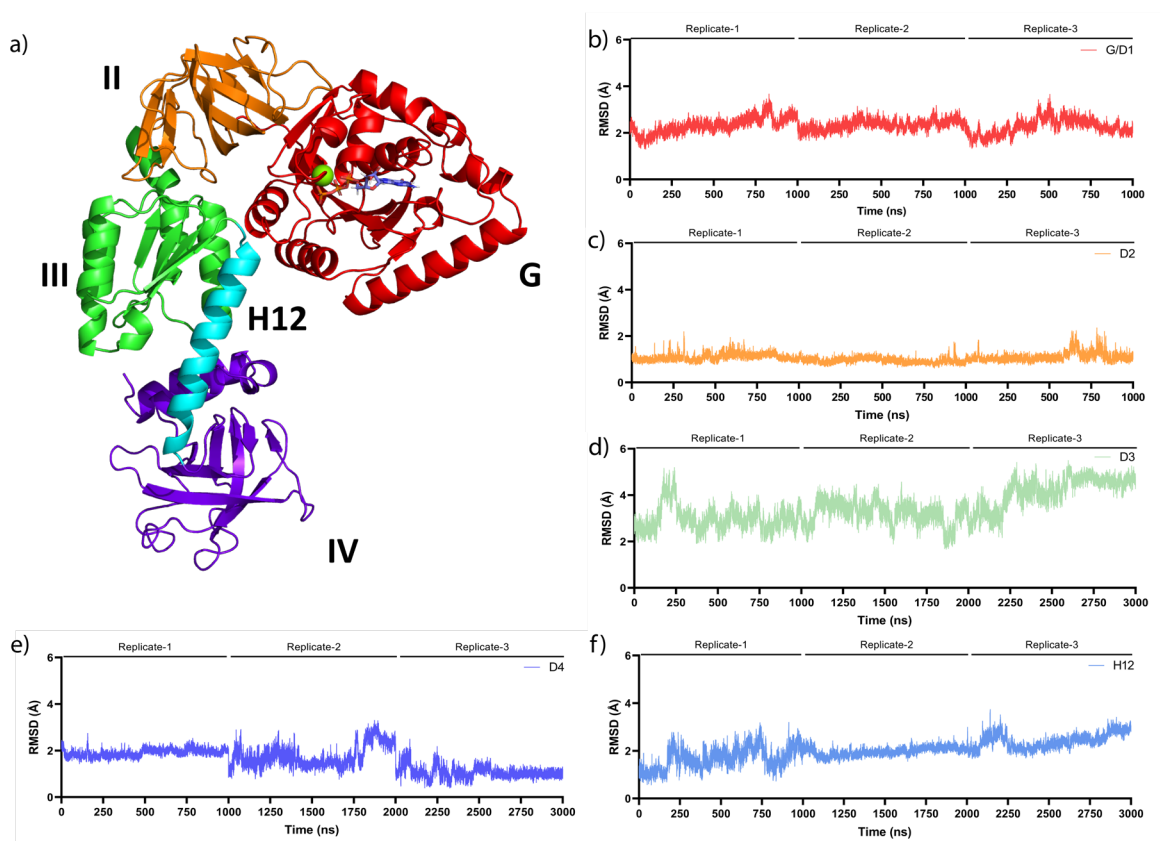 a)
II
III
G
H12
IV
b)
Replicate-1 Replicate-2 Replicate-3
G/D1
RMSD (Å)
6
4
2
0
0 250 500 750 1000 250 500 750 1000 250 500 750 1000
Time (ns)
c)
Replicate-1 Replicate-2 Replicate-3
D2
RMSD (Å)
6
4
2
0
0 250 500 750 1000 250 500 750 1000 250 500 750 1000
Time (ns)
d)
Replicate-1 Replicate-2 Replicate-3
D3
RMSD (Å)
6
4
2
0
0 250 500 750 1000 1250 1500 1750 2000 2250 2500 2750 3000
Time (ns)
e)
Replicate-1 Replicate-2 Replicate-3
D4
RMSD (Å)
6
4
2
0
0 250 500 750 1000 1250 1500 1750 2000 2250 2500 2750 3000
Time (ns)
f)
Replicate-1 Replicate-2 Replicate-3
H12
RMSD (Å)
6
4
2
0
0 250 500 750 1000 1250 1500 1750 2000 2250 2500 2750 3000
Time (ns)